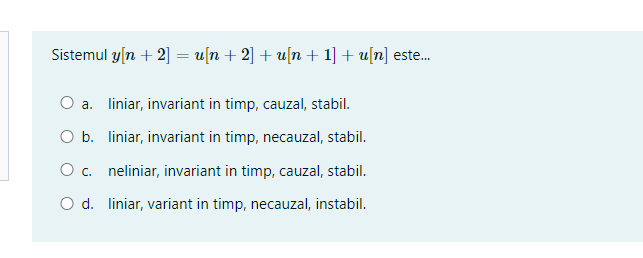 Sistemul y[n + 2] = u[n + 2] + u[n + 1] + u[n] este...
a. liniar, invariant in timp, cauzal, stabil.
b. liniar, invariant in timp, necauzal, stabil.
c. neliniar, invariant in timp, cauzal, stabil.
d. liniar, variant in timp, necauzal, instabil.